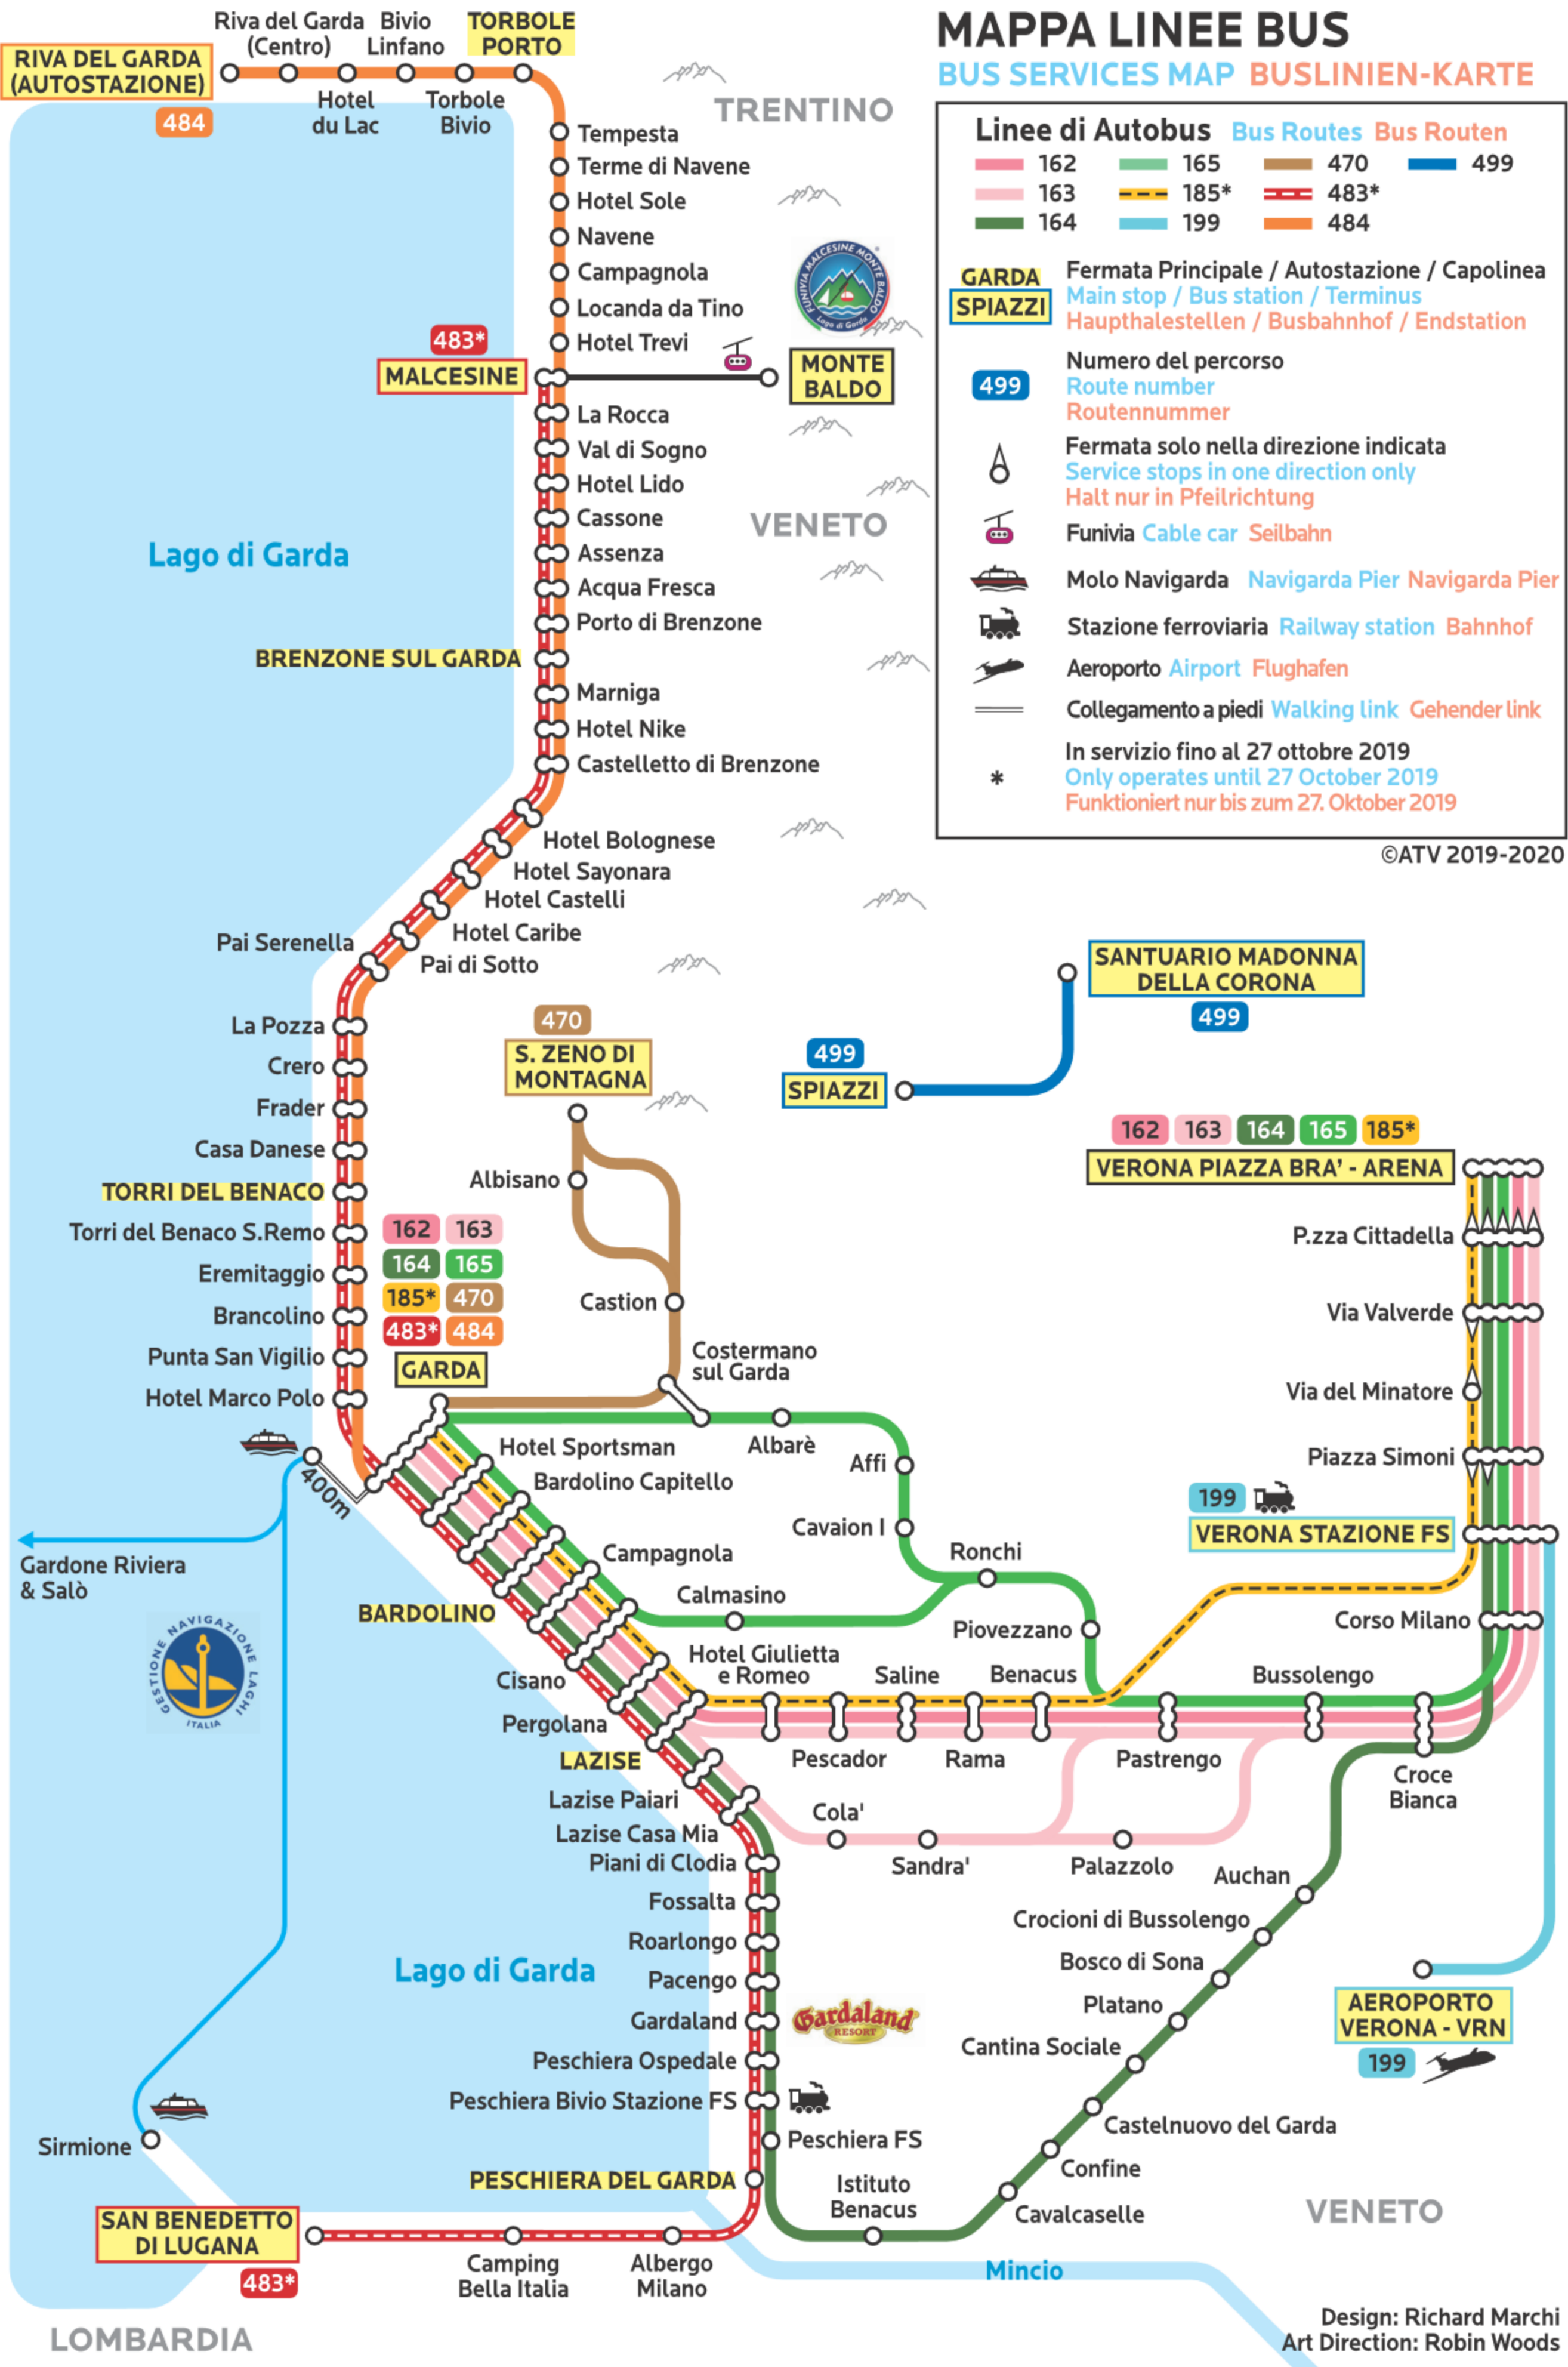 MAPPA LINEE BUS
BUS SERVICES MAP BUSLINIEN-KARTE
Linee di Autobus Bus Routes Bus Routen
162 165 470 499
163 185* 483*
164 199 484
GARDA
SPIAZZI
Fermata Principale / Autostazione / Capolinea
Main stop / Bus station / Terminus
Haupthalestellen / Busbahnhof / Endstation
499
Numero del percorso
Route number
Routennummer
Fermata solo nella direzione indicata
Service stops in one direction only
Halt nur in Pfeilrichtung
Funivia Cable car Seilbahn
Molo Navigarda Navigarda Pier Navigarda Pier
Stazione ferroviaria Railway station Bahnhof
Aeroporto Airport Flughafen
Collegamento a piedi Walking link Gehender link
*
In servizio fino al 27 ottobre 2019
Only operates until 27 October 2019
Funktioniert nur bis zum 27. Oktober 2019
©ATV 2019-2020
RIVA DEL GARDA
(AUTOSTAZIONE)
484
Riva del Garda
(Centro)
Hotel
du Lac
Bivio
Linfano
Torbole
Bivio
TORBOLE
PORTO
TRENTINO
Tempesta
Terme di Navene
Hotel Sole
Navene
Campagnola
Locanda da Tino
Hotel Trevi
483*
MALCESINE
MONTE
BALDO
FUNIVIA MALCESINE MONTE BALDO
Lago di Garda
La Rocca
Val di Sogno
Hotel Lido
Cassone
Assenza
Acqua Fresca
Porto di Brenzone
VENETO
Lago di Garda
BRENZONE SUL GARDA
Marniga
Hotel Nike
Castelletto di Brenzone
Hotel Bolognese
Hotel Sayonara
Hotel Castelli
Hotel Caribe
Pai di Sotto
Pai Serenella
La Pozza
Crero
Frader
Casa Danese
TORRI DEL BENACO
Torri del Benaco S.Remo
Eremitaggio
Brancolino
Punta San Vigilio
Hotel Marco Polo
470
S. ZENO DI
MONTAGNA
Albisano
Castion
Costermano
sul Garda
499
SPIAZZI
SANTUARIO MADONNA
DELLA CORONA
499
162 163
164 165
185* 470
483* 484
GARDA
400m
Gardone Riviera
& Salò
GESTIONE NAVIGAZIONE LAGHI
ITALIA
Hotel Sportsman
Bardolino Capitello
BARDOLINO
Campagnola
Cisano
Pergolana
LAZISE
Lazise Paiari
Lazise Casa Mia
Albarè
Affi
Cavaion I
Calmasino
Ronchi
Piovezzano
Hotel Giulietta
e Romeo
Pescador
Saline
Rama
Benacus
Pastrengo
Bussolengo
Croce
Bianca
Cola'
Sandra'
Palazzolo
162 163 164 165 185*
VERONA PIAZZA BRA' - ARENA
P.zza Cittadella
Via Valverde
Via del Minatore
Piazza Simoni
199
VERONA STAZIONE FS
Corso Milano
AEROPORTO
VERONA - VRN
199
Piani di Clodia
Fossalta
Roarlongo
Pacengo
Gardaland
Gardaland
RESORT
Peschiera Ospedale
Peschiera Bivio Stazione FS
Peschiera FS
PESCHIERA DEL GARDA
Lago di Garda
Auchan
Crocioni di Bussolengo
Bosco di Sona
Platano
Cantina Sociale
Castelnuovo del Garda
Confine
Cavalcaselle
Istituto
Benacus
Sirmione
SAN BENEDETTO
DI LUGANA
483*
Camping
Bella Italia
Albergo
Milano
Mincio
VENETO
LOMBARDIA
Design: Richard Marchi
Art Direction: Robin Woods